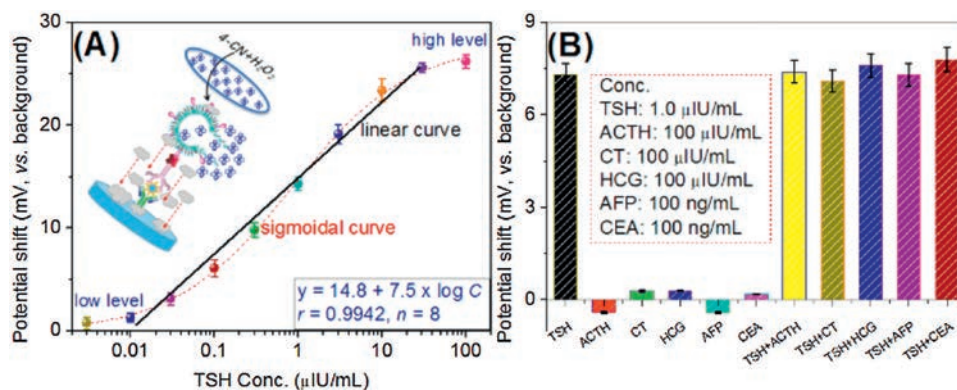 (A)
30
20
10
0
Potential shift (mV, vs. background)
4-CN+H2O2
high level
linear curve
sigmoidal curve
low level
y = 14.8 + 7.5 x log C
r = 0.9942, n = 8
0.01 0.1 1 10 100
TSH Conc. (µIU/mL)
(B)
9
6
3
0
Potential shift (mV, vs. background)
Conc.
TSH: 1.0 µIU/mL
ACTH: 100 µIU/mL
CT: 100 µIU/mL
HCG: 100 µIU/mL
AFP: 100 ng/mL
CEA: 100 ng/mL
TSH ACTH CT HCG AFP CEA TSH+ACTH TSH+CT TSH+HCG TSH+AFP TSH+CEA